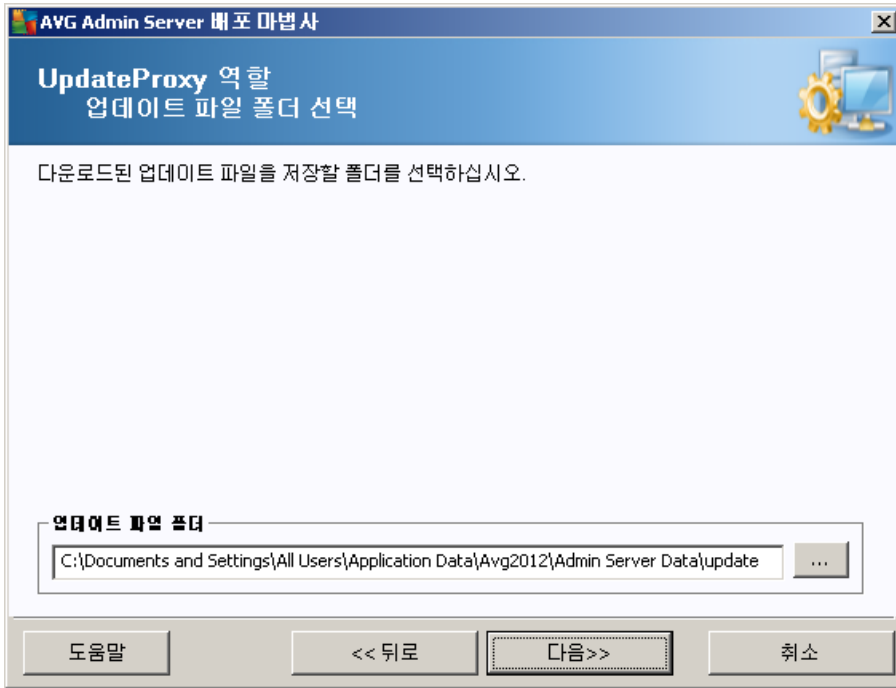 AVG Admin Server 배포 마법사
UpdateProxy 역할
업데이트 파일 폴더 선택
다운로드된 업데이트 파일을 저장할 폴더를 선택하십시오.
업데이트 파일 폴더
C:\Documents and Settings\All Users\Application Data\Avg2012\Admin Server Data\update
...
도움말
<< 뒤로
다음>>
취소